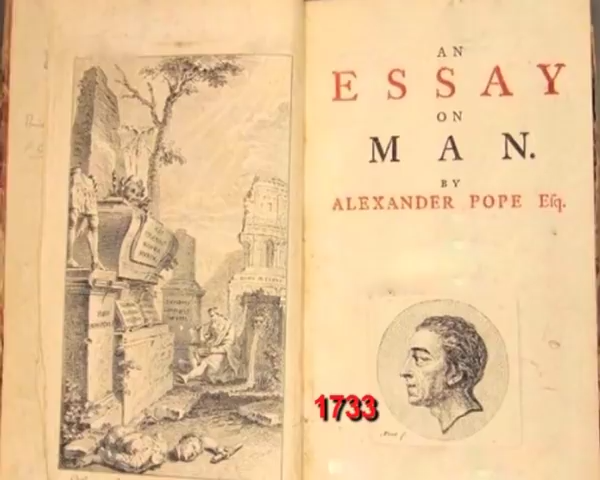 AN
ESSAY
ON
MAN.
BY
ALEXANDER POPE Eſq.
1733